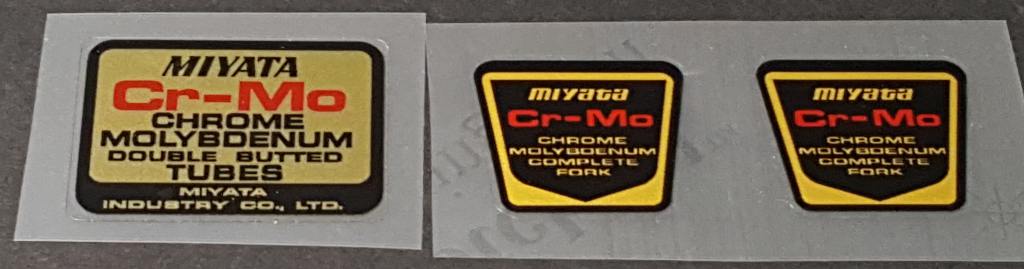 MIYATA
Cr-Mo
CHROME
MOLYBDENUM
DOUBLE BUTTED
TUBES
MIYATA
INDUSTRY CO., LTD.
miyata
Cr-Mo
CHROME
MOLYBDENUM
COMPLETE
FORK
miyata
Cr-Mo
CHROME
MOLYBDENUM
COMPLETE
FORK